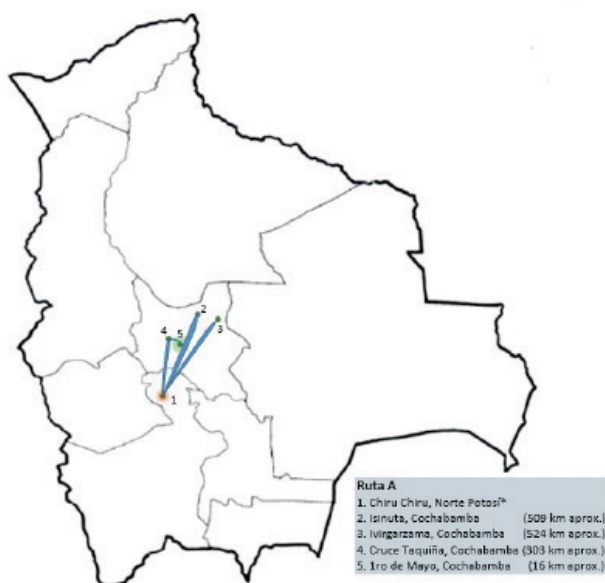 2
4
5
3
1
Ruta A
1. Chiru Chiru, Norte Potosí*
2. Isinuta, Cochabamba (509 km aprox.)
3. Ivirgarzama, Cochabamba (524 km aprox.)
4. Cruce Taquiña, Cochabamba (303 km aprox.)
5. 1ro de Mayo, Cochabamba (16 km aprox.)